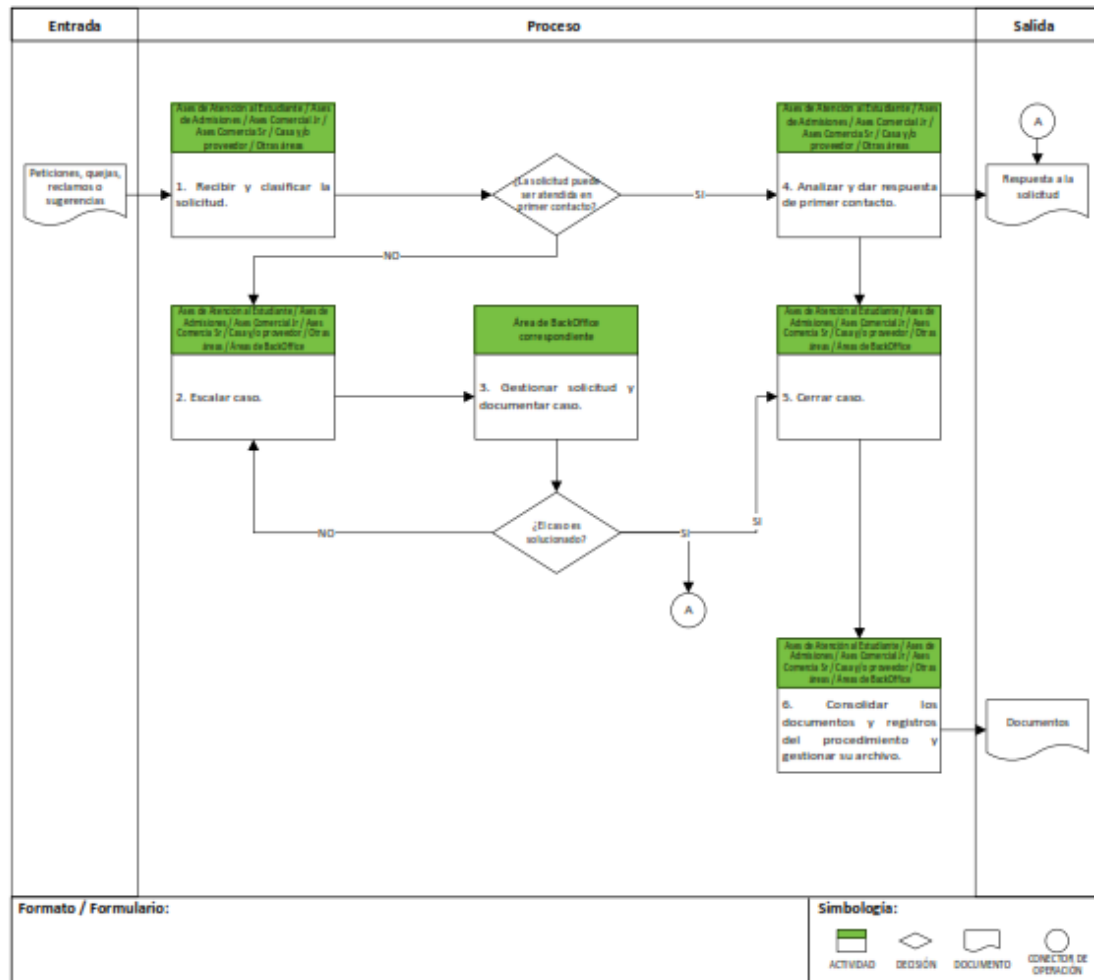 Entrada
Proceso
Salida
Ases de Atención al Estudiante / Ases
de Admisiones / Ases Comercial Jr /
Ases Comercia Sr / Casa y/o
proveedor / Otras áreas
Ases de Atención al Estudiante / Ases
de Admisiones / Ases Comercial Jr /
Ases Comercia Sr / Casa y/o
proveedor / Otras áreas
A
Peticiones, quejas,
reclamos o
sugerencias
1. Recibir y clasificar la
solicitud.
¿La solicitud puede
ser atendida en
primer contacto?
SI
4. Analizar y dar respuesta
de primer contacto.
Respuesta a la
solicitud
NO
Ases de Atención al Estudiante / Ases de
Admisiones / Ases Comercial Jr / Ases
Comercia Sr / Casa y/o proveedor / Otras
áreas / Áreas de BackOffice
Área de BackOffice
correspondiente
Ases de Atención al Estudiante / Ases de
Admisiones / Ases Comercial Jr / Ases
Comercia Sr / Casa y/o proveedor / Otras
áreas / Áreas de BackOffice
2. Escalar caso.
3. Gestionar solicitud y
documentar caso.
5. Cerrar caso.
NO
¿El caso es
solucionado?
SI
SI
A
Ases de Atención al Estudiante / Ases de
Admisiones / Ases Comercial Jr / Ases
Comercia Sr / Casa y/o proveedor / Otras
áreas / Áreas de BackOffice
6. Consolidar los
documentos y registros
del procedimiento y
gestionar su archivo.
Documentos
Formato / Formulario:
Simbología:
ACTIVIDAD
DECISIÓN
DOCUMENTO
CONECTOR DE
OPERACIÓN